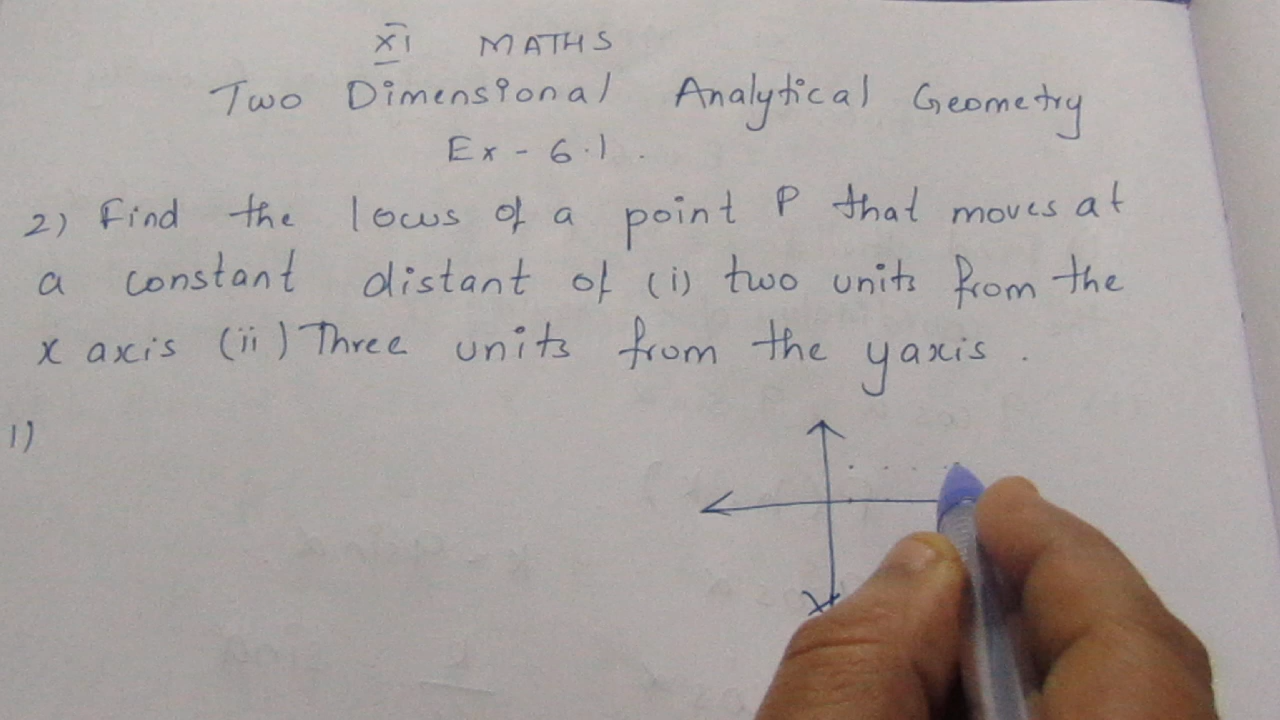 XI MATHS
Two Dimensional Analytical Geometry
Ex - 6.1.
2) Find the locus of a point P that moves at
a constant distant of (i) two units from the
x axis (ii) Three units from the yaxis.
1)